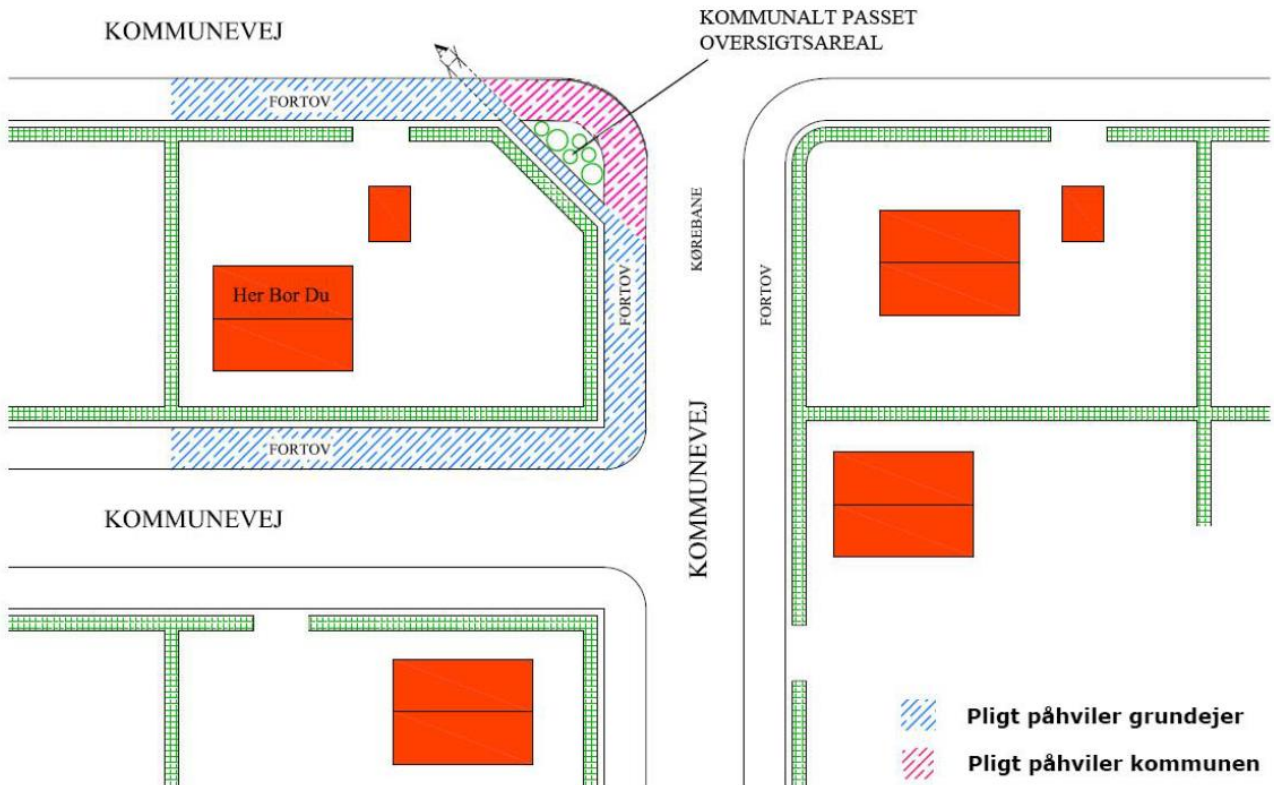 KOMMUNEVEJ
KOMMUNALT PASSET
OVERSIGTSAREAL
FORTOV
KØREBANE
FORTOV
FORTOV
Her Bor Du
FORTOV
KOMMUNEVEJ
KOMMUNEVEJ
Pligt påhviler grundejer
Pligt påhviler kommunen